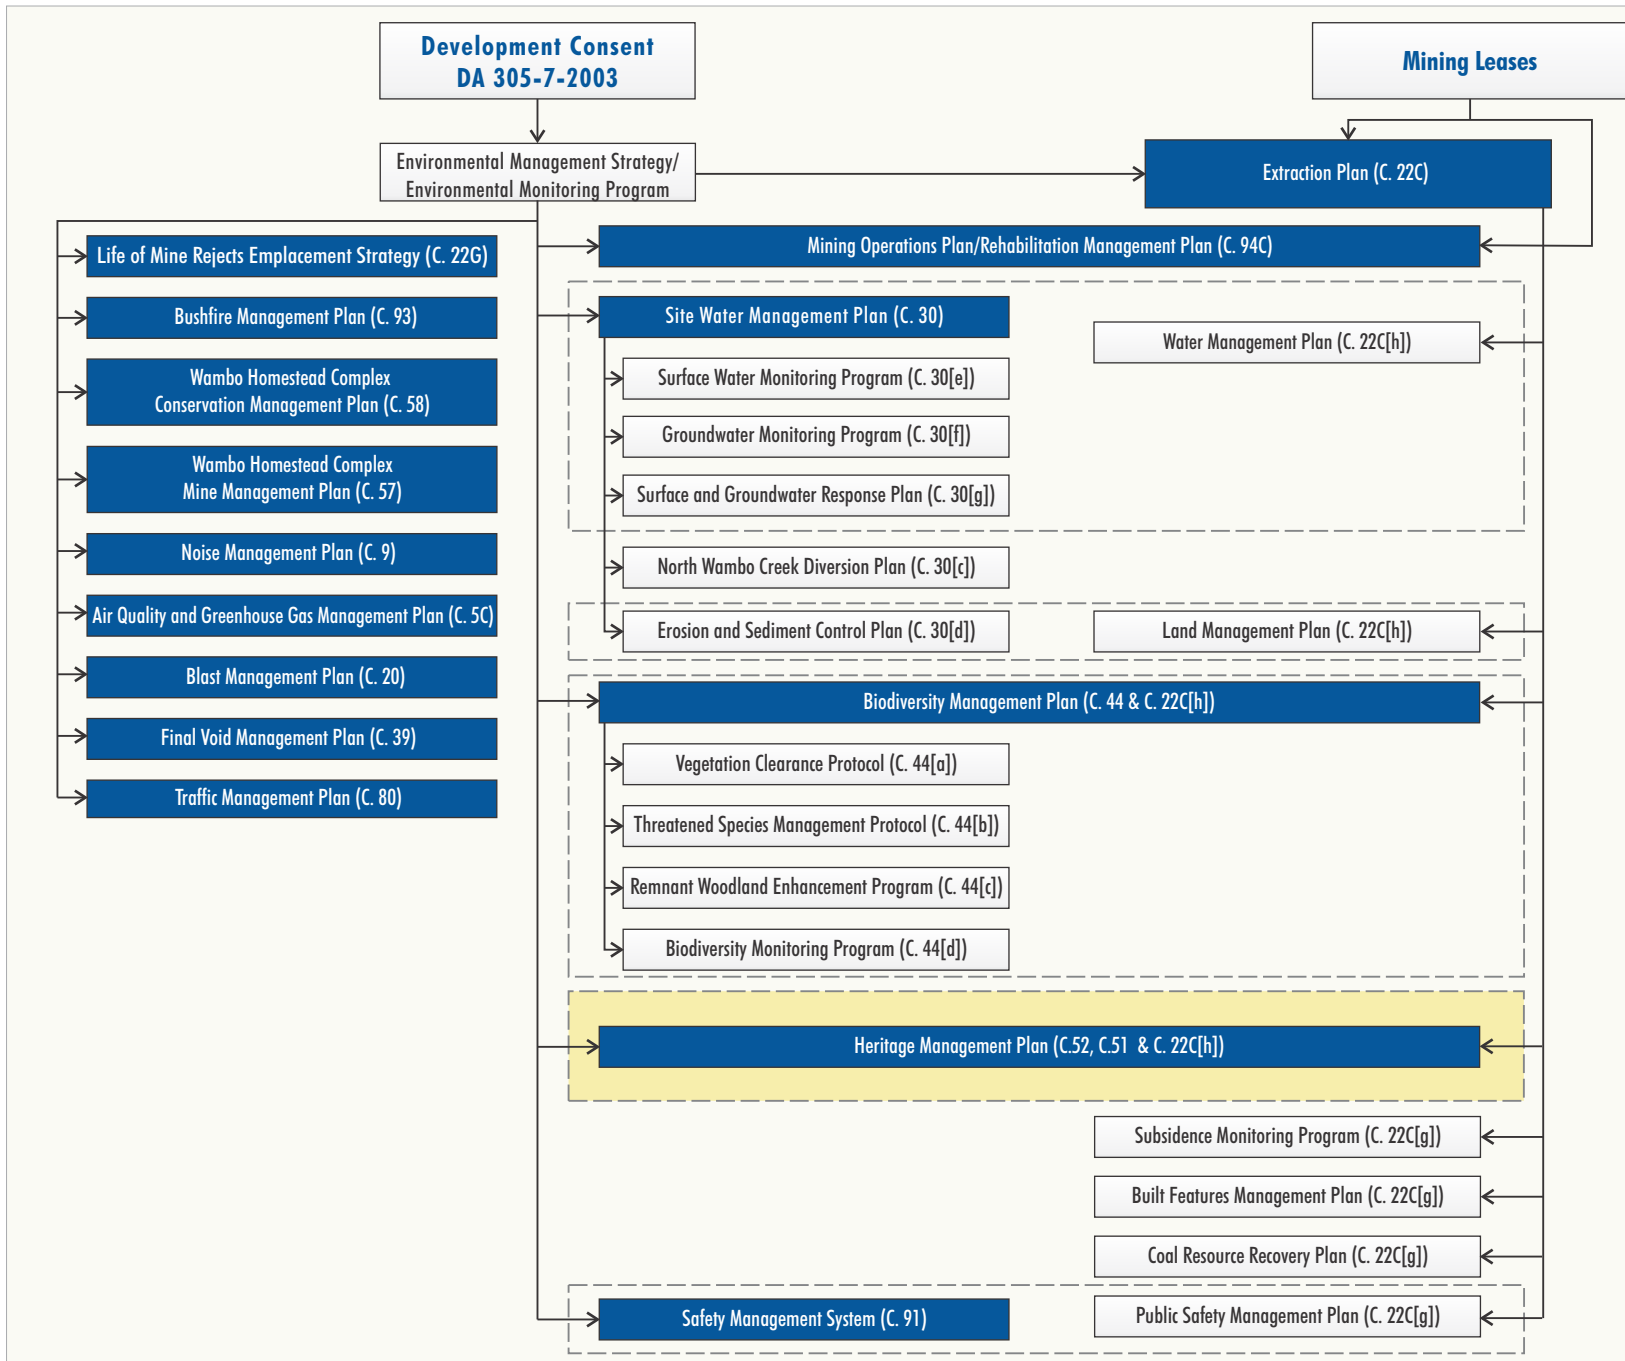 Development Consent
DA 305-7-2003
Mining Leases
Environmental Management Strategy/
Environmental Monitoring Program
Extraction Plan (C. 22C)
Life of Mine Rejects Emplacement Strategy (C. 22G)
Bushfire Management Plan (C. 93)
Wambo Homestead Complex
Conservation Management Plan (C. 58)
Wambo Homestead Complex
Mine Management Plan (C. 57)
Noise Management Plan (C. 9)
Air Quality and Greenhouse Gas Management Plan (C. 5C)
Blast Management Plan (C. 20)
Final Void Management Plan (C. 39)
Traffic Management Plan (C. 80)
Mining Operations Plan/Rehabilitation Management Plan (C. 94C)
Site Water Management Plan (C. 30)
Water Management Plan (C. 22C[h])
Surface Water Monitoring Program (C. 30[e])
Groundwater Monitoring Program (C. 30[f])
Surface and Groundwater Response Plan (C. 30[g])
North Wambo Creek Diversion Plan (C. 30[c])
Erosion and Sediment Control Plan (C. 30[d])
Land Management Plan (C. 22C[h])
Biodiversity Management Plan (C. 44 & C. 22C[h])
Vegetation Clearance Protocol (C. 44[a])
Threatened Species Management Protocol (C. 44[b])
Remnant Woodland Enhancement Program (C. 44[c])
Biodiversity Monitoring Program (C. 44[d])
Heritage Management Plan (C.52, C.51 & C. 22C[h])
Subsidence Monitoring Program (C. 22C[g])
Built Features Management Plan (C. 22C[g])
Coal Resource Recovery Plan (C. 22C[g])
Safety Management System (C. 91)
Public Safety Management Plan (C. 22C[g])